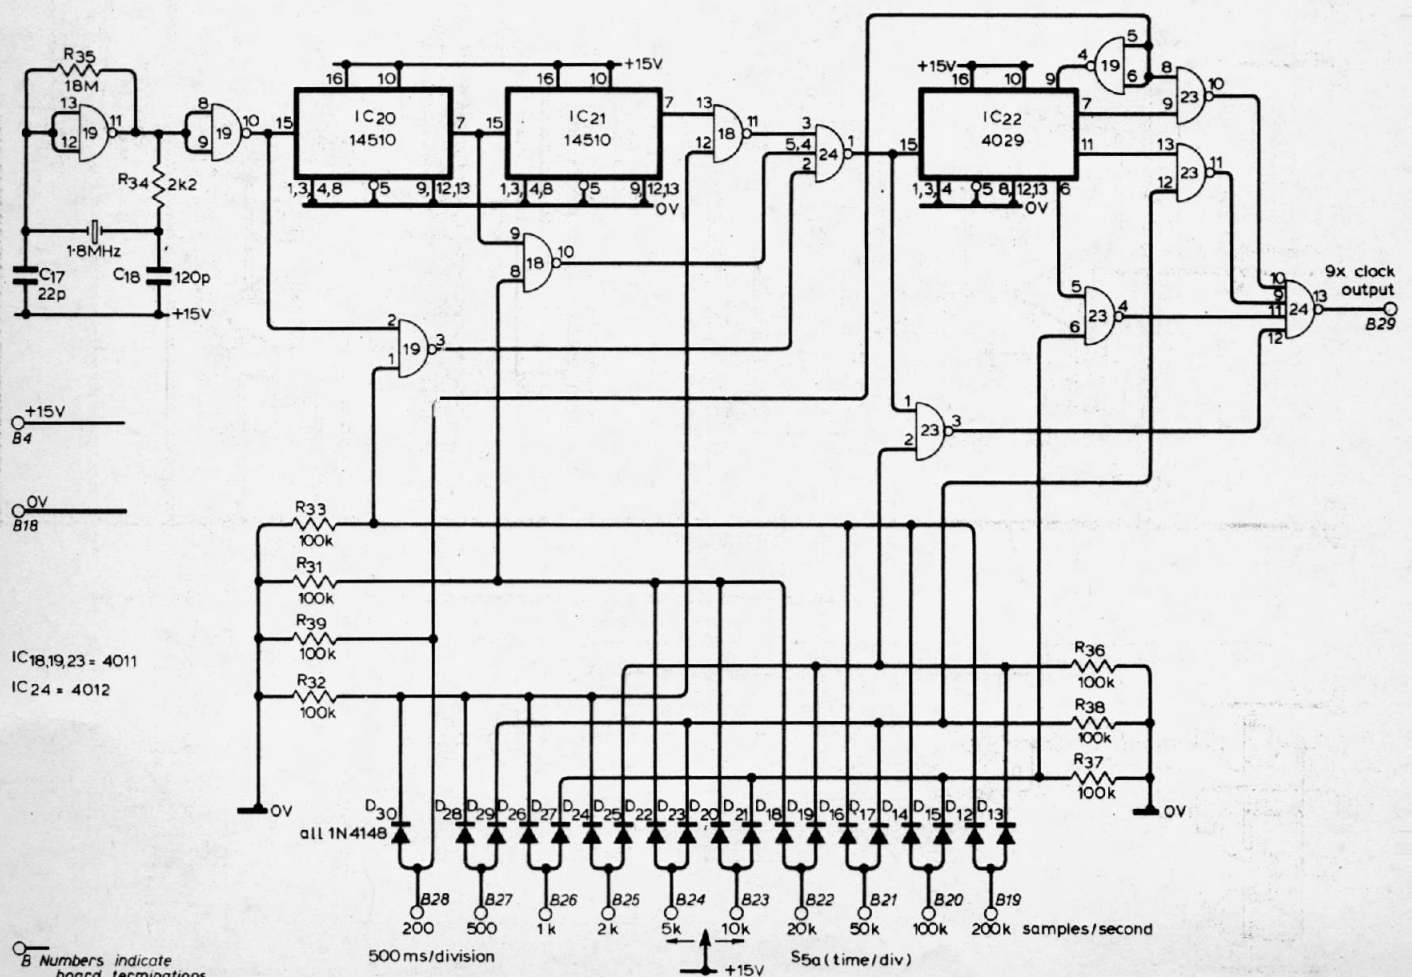 R35
18M
13
12
19
11
8
9
19
10
R34
2k2
1·8MHz
C17
22p
C18
120p
+15V
+15V
16
10
16
10
15
IC20
14510
7
15
IC21
14510
7
1,3,
4,8
5
9,
12,13
1,3,
4,8
5
9,
12,13
0V
13
12
18
11
9
8
18
10
2
1
19
3
3
5,4
2
24
1
+15V
16
10
9
15
IC22
4029
7
11
6
1,3,
4
5
8,
12,13
0V
4
19
5
6
8
9
23
10
13
12
23
11
5
6
23
4
1
2
23
3
10
9
11
12
24
13
9x clock
output
B29
+15V
B4
0V
B18
R33
100k
R31
100k
R39
100k
R32
100k
R36
100k
R38
100k
R37
100k
IC18,19,23 = 4011
IC24 = 4012
0V
0V
all 1N4148
D30
D28
D29
D26
D27
D24
D25
D22
D23
D20
D21
D18
D19
D16
D17
D14
D15
D12
D13
B28
B27
B26
B25
B24
B23
B22
B21
B20
B19
200
500
1k
2k
5k
10k
20k
50k
100k
200k
samples/second
500ms/division
S5a (time/div)
+15V
B Numbers indicate
board terminations